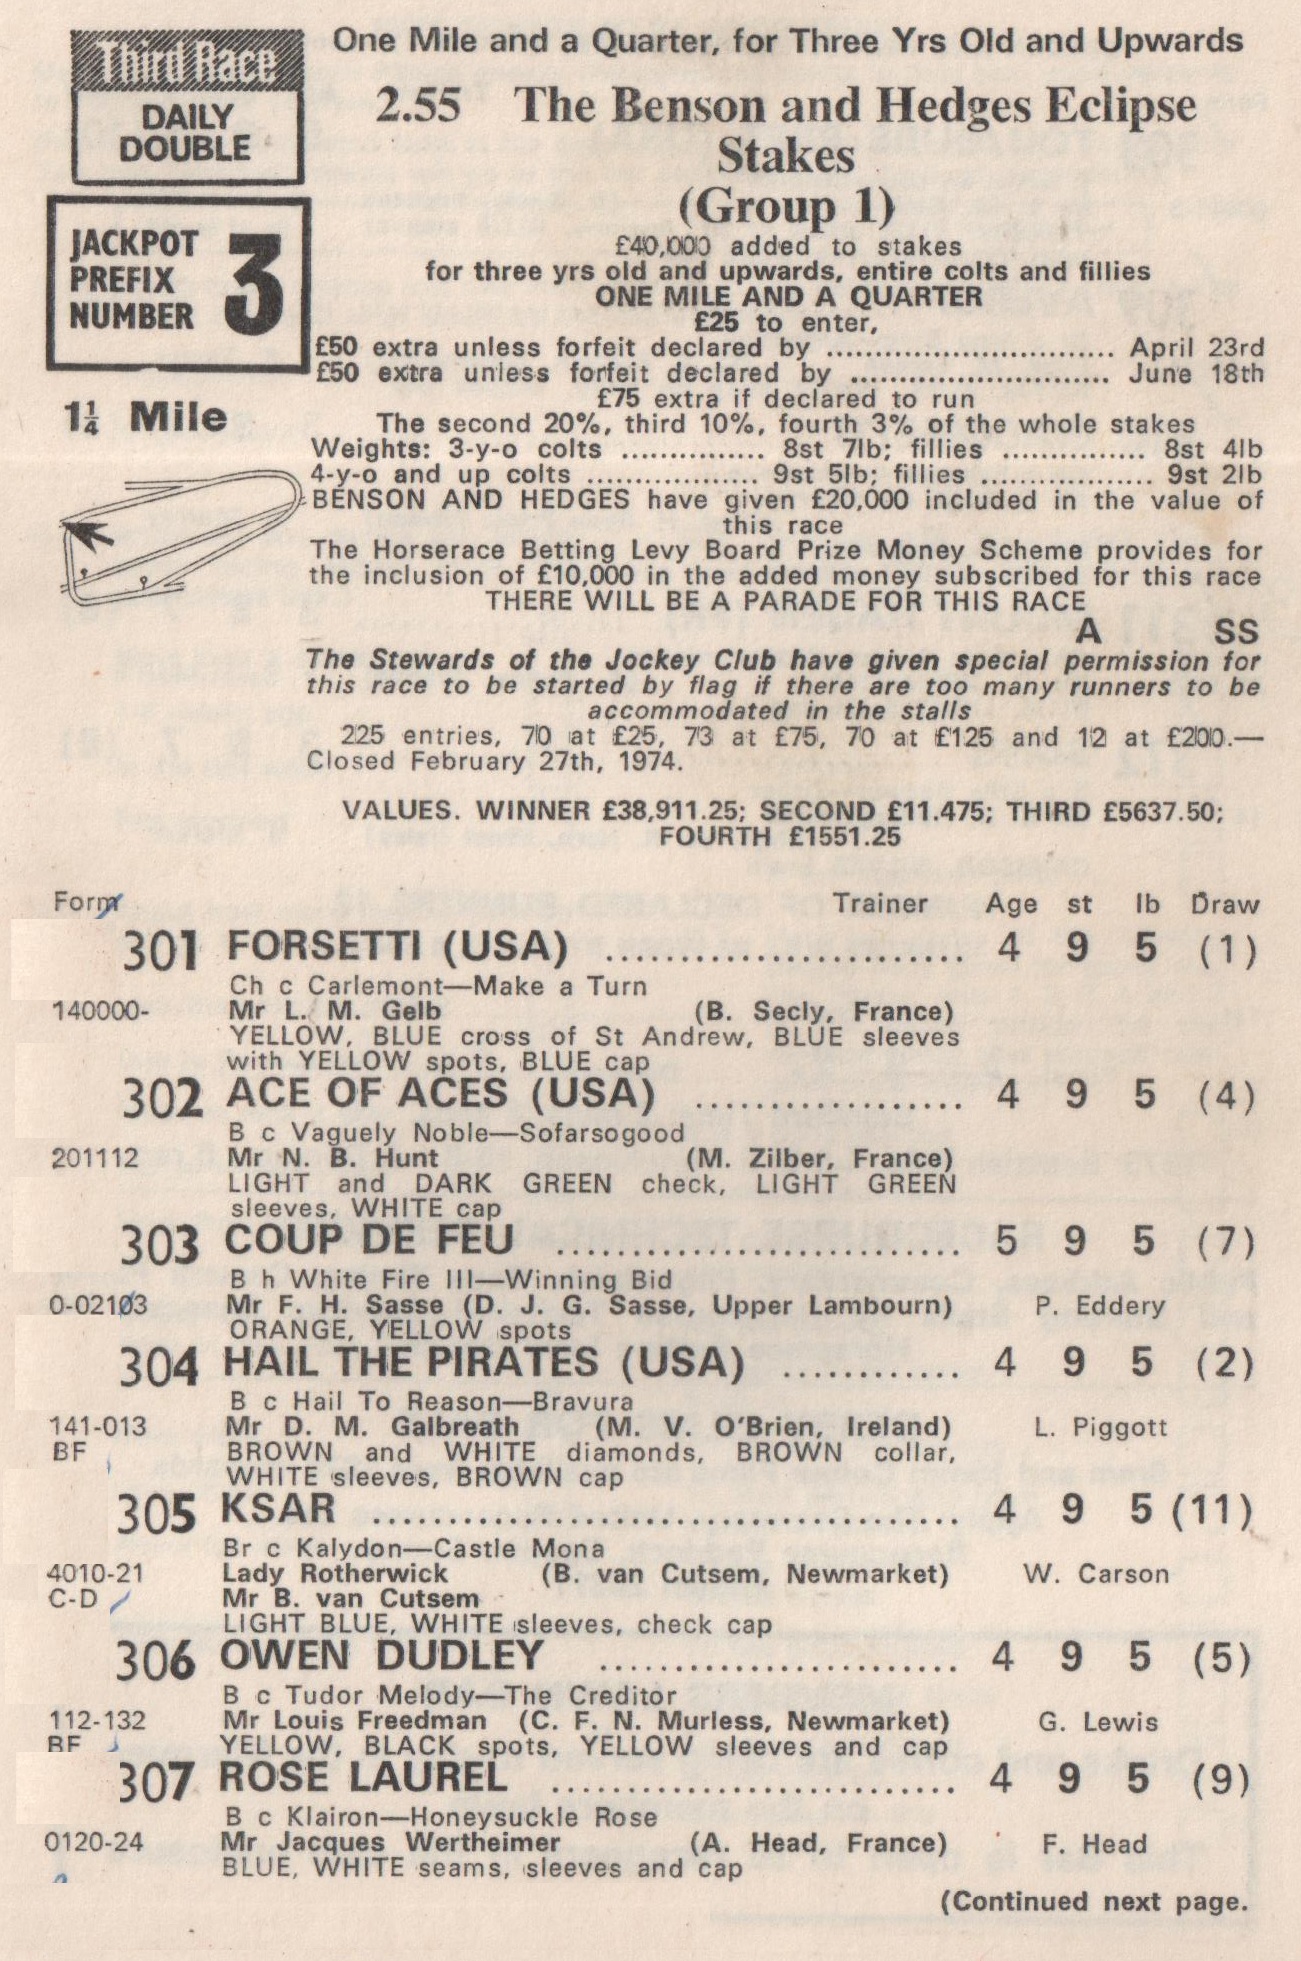 Third Race
DAILY
DOUBLE
JACKPOT
PREFIX
NUMBER
3
1¼ Mile
One Mile and a Quarter, for Three Yrs Old and Upwards
2.55 The Benson and Hedges Eclipse
Stakes
(Group 1)
£40,000 added to stakes
for three yrs old and upwards, entire colts and fillies
ONE MILE AND A QUARTER
£25 to enter,
£50 extra unless forfeit declared by ............................ April 23rd
£50 extra unless forfeit declared by ......................... June 18th
£75 extra if declared to run
The second 20%, third 10%, fourth 3% of the whole stakes
Weights: 3-y-o colts ............... 8st 7lb; fillies ............... 8st 4lb
4-y-o and up colts .................. 9st 5lb; fillies .................. 9st 2lb
BENSON AND HEDGES have given £20,000 included in the value of
this race
The Horserace Betting Levy Board Prize Money Scheme provides for
the inclusion of £10,000 in the added money subscribed for this race
THERE WILL BE A PARADE FOR THIS RACE
A SS
The Stewards of the Jockey Club have given special permission for
this race to be started by flag if there are too many runners to be
accommodated in the stalls
225 entries, 70 at £25, 73 at £75, 70 at £125 and 12 at £200.—
Closed February 27th, 1974.
VALUES. WINNER £38,911.25; SECOND £11.475; THIRD £5637.50;
FOURTH £1551.25
Form Trainer Age st lb Draw
301 FORSETTI (USA) ........................ 4 9 5 (1)
Ch c Carlemont—Make a Turn
140000- Mr L. M. Gelb (B. Secly, France)
YELLOW, BLUE cross of St Andrew, BLUE sleeves
with YELLOW spots, BLUE cap
302 ACE OF ACES (USA) .................. 4 9 5 (4)
B c Vaguely Noble—Sofarsogood
201112 Mr N. B. Hunt (M. Zilber, France)
LIGHT and DARK GREEN check, LIGHT GREEN
sleeves, WHITE cap
303 COUP DE FEU ........................... 5 9 5 (7)
B h White Fire III—Winning Bid
0-02103 Mr F. H. Sasse (D. J. G. Sasse, Upper Lambourn) P. Eddery
ORANGE, YELLOW spots
304 HAIL THE PIRATES (USA) ............ 4 9 5 (2)
B c Hail To Reason—Bravura
141-013 Mr D. M. Galbreath (M. V. O'Brien, Ireland) L. Piggott
BF BROWN and WHITE diamonds, BROWN collar,
WHITE sleeves, BROWN cap
305 KSAR ....................................... 4 9 5 (11)
Br c Kalydon—Castle Mona
4010-21 Lady Rotherwick (B. van Cutsem, Newmarket) W. Carson
C-D Mr B. van Cutsem
LIGHT BLUE, WHITE sleeves, check cap
306 OWEN DUDLEY ........................ 4 9 5 (5)
B c Tudor Melody—The Creditor
112-132 Mr Louis Freedman (C. F. N. Murless, Newmarket) G. Lewis
BF YELLOW, BLACK spots, YELLOW sleeves and cap
307 ROSE LAUREL ........................... 4 9 5 (9)
B c Klairon—Honeysuckle Rose
0120-24 Mr Jacques Wertheimer (A. Head, France) F. Head
BLUE, WHITE seams, sleeves and cap
(Continued next page.